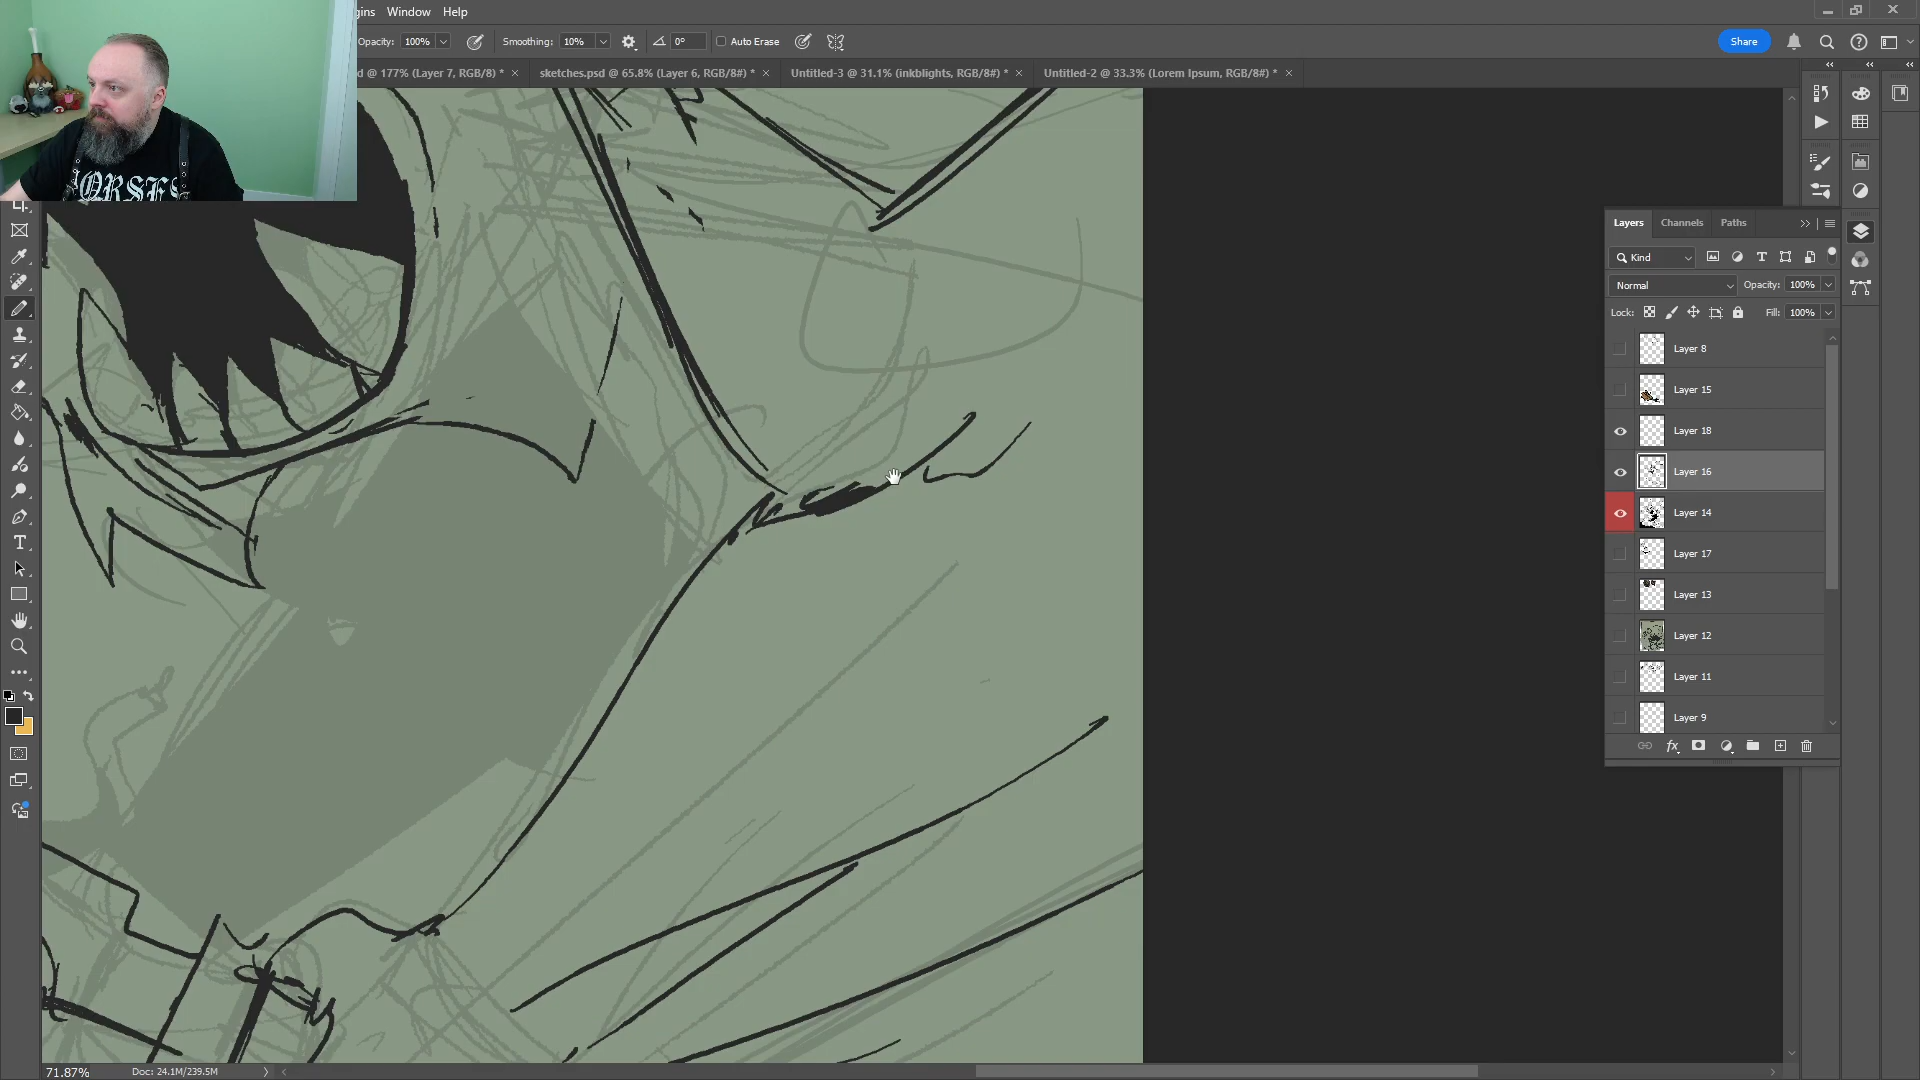 Window Help
Opacity: 100% Smoothing: 10% 0° Auto Erase Share
@ 177% (Layer 7, RGB/8) * × sketches.psd @ 65.8% (Layer 6, RGB/8#) * × Untitled-3 @ 31.1% (inkblights, RGB/8#) * × Untitled-2 @ 33.3% (Lorem Ipsum, RGB/8#) * ×
Layers Channels Paths
Kind
Normal Opacity: 100%
Lock: Fill: 100%
Layer 8
Layer 15
Layer 18
Layer 16
Layer 14
Layer 17
Layer 13
Layer 12
Layer 11
Layer 9
71.87% Doc: 24.1M/239.5M